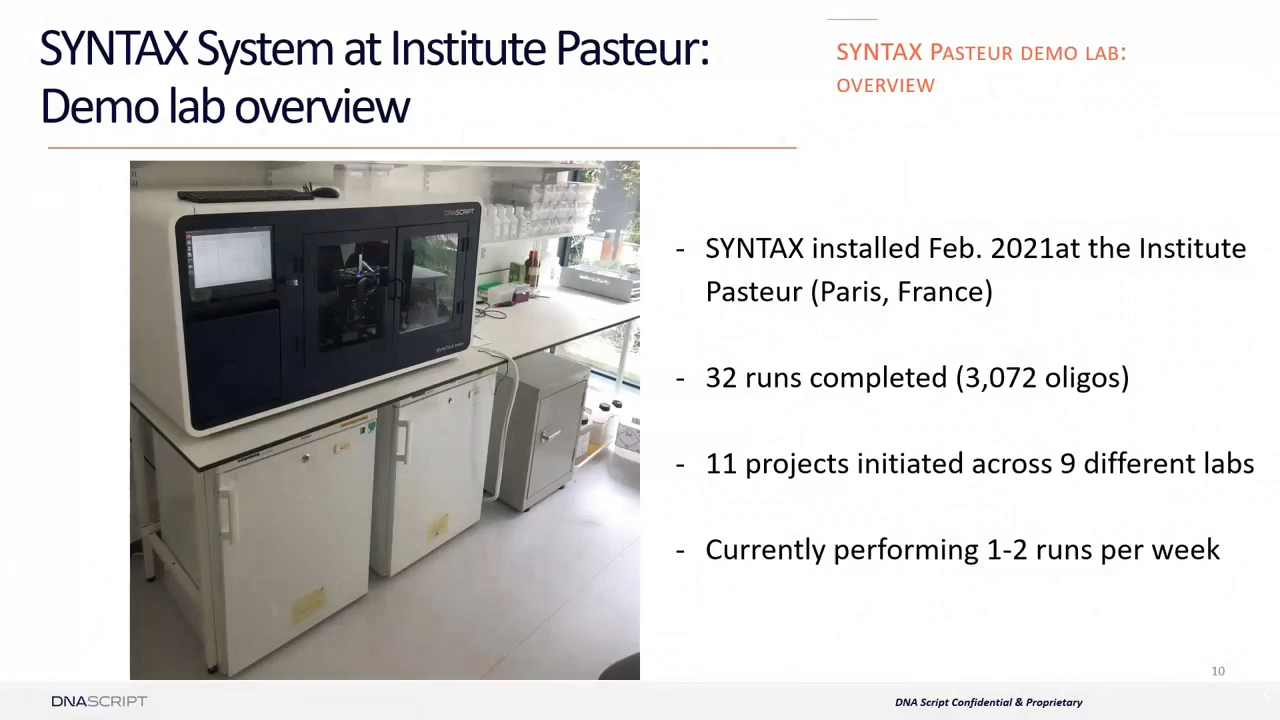 SYNTAX System at Institute Pasteur:
Demo lab overview
SYNTAX PASTEUR DEMO LAB:
OVERVIEW
DNASCRIPT
- SYNTAX installed Feb. 2021at the Institute
Pasteur (Paris, France)
- 32 runs completed (3,072 oligos)
- 11 projects initiated across 9 different labs
- Currently performing 1-2 runs per week
10
DNASCRIPT
DNA Script Confidential & Proprietary